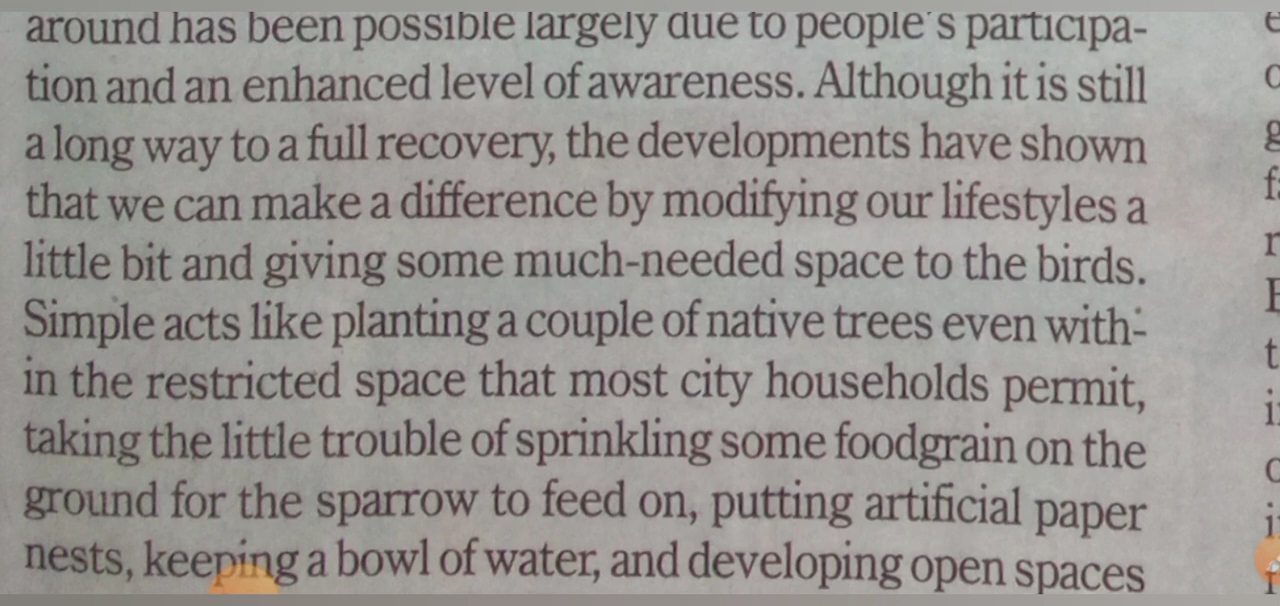 around has been possible largely due to people's participa-
tion and an enhanced level of awareness. Although it is still
a long way to a full recovery, the developments have shown
that we can make a difference by modifying our lifestyles a
little bit and giving some much-needed space to the birds.
Simple acts like planting a couple of native trees even with-
in the restricted space that most city households permit,
taking the little trouble of sprinkling some foodgrain on the
ground for the sparrow to feed on, putting artificial paper
nests, keeping a bowl of water, and developing open spaces